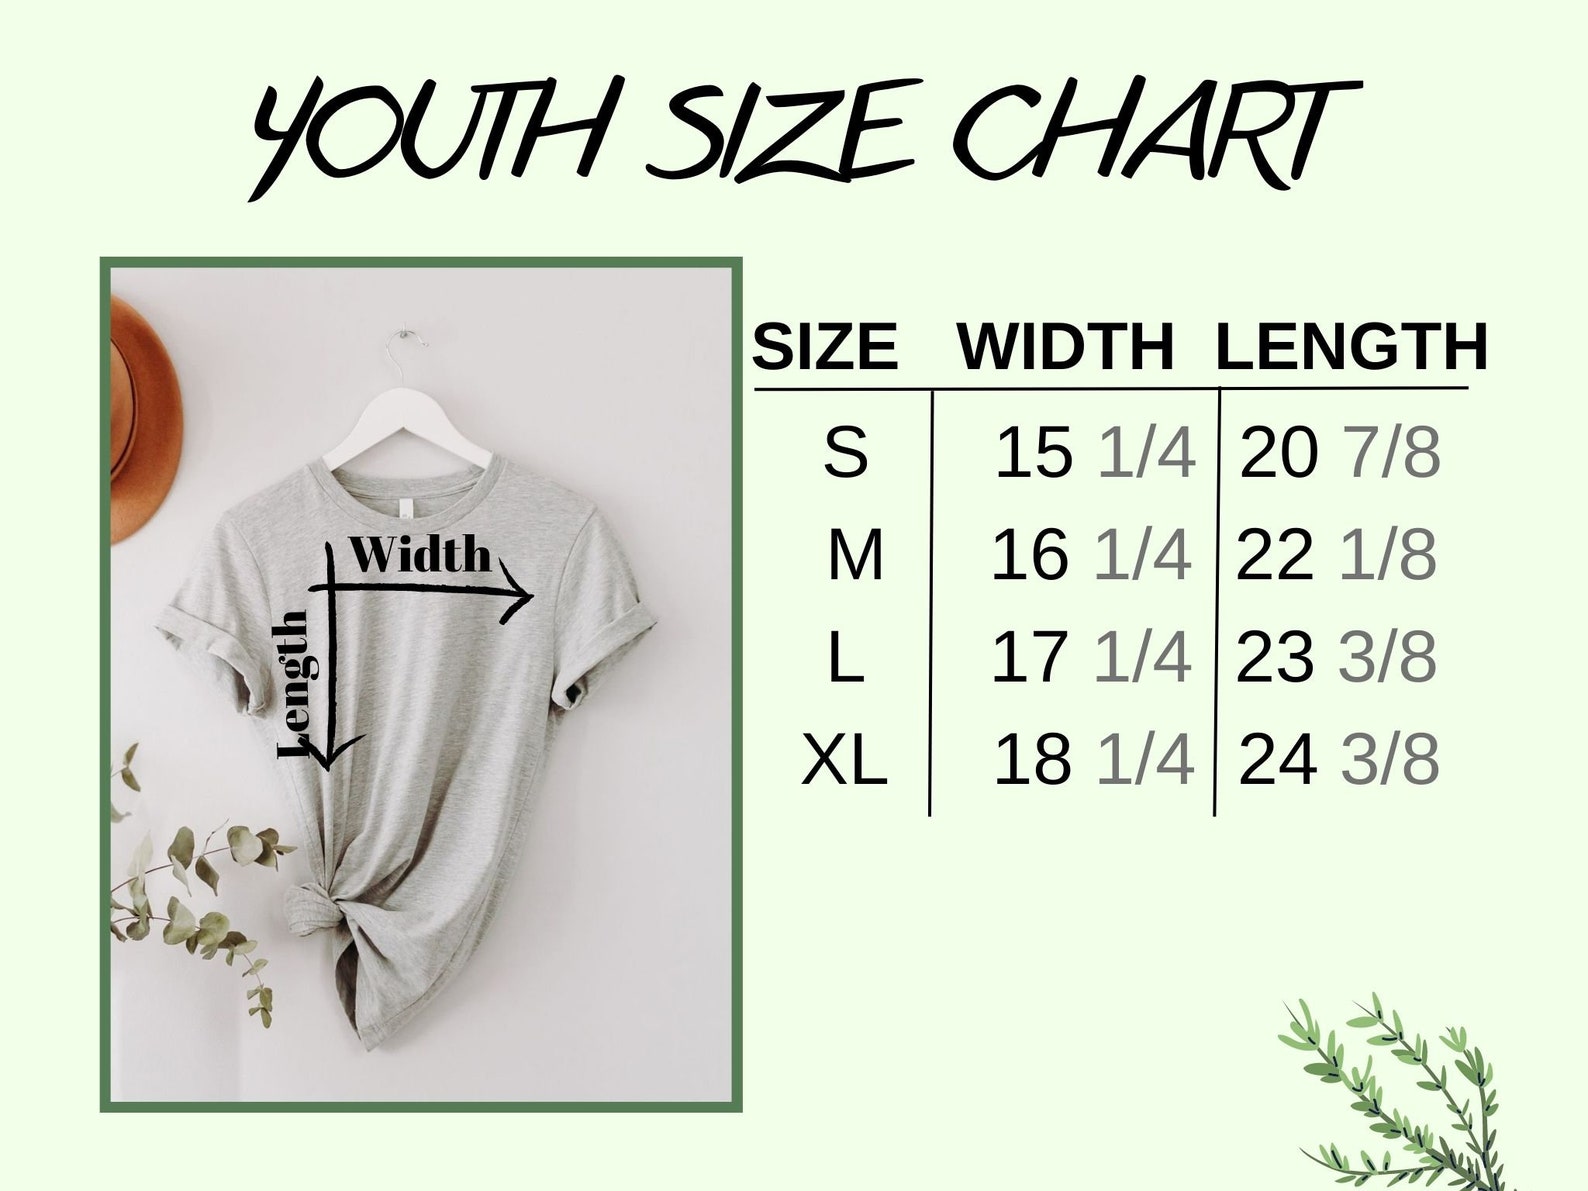 YOUTH SIZE CHART
Width
Length
SIZE WIDTH LENGTH
S 15 1/4 20 7/8
M 16 1/4 22 1/8
L 17 1/4 23 3/8
XL 18 1/4 24 3/8